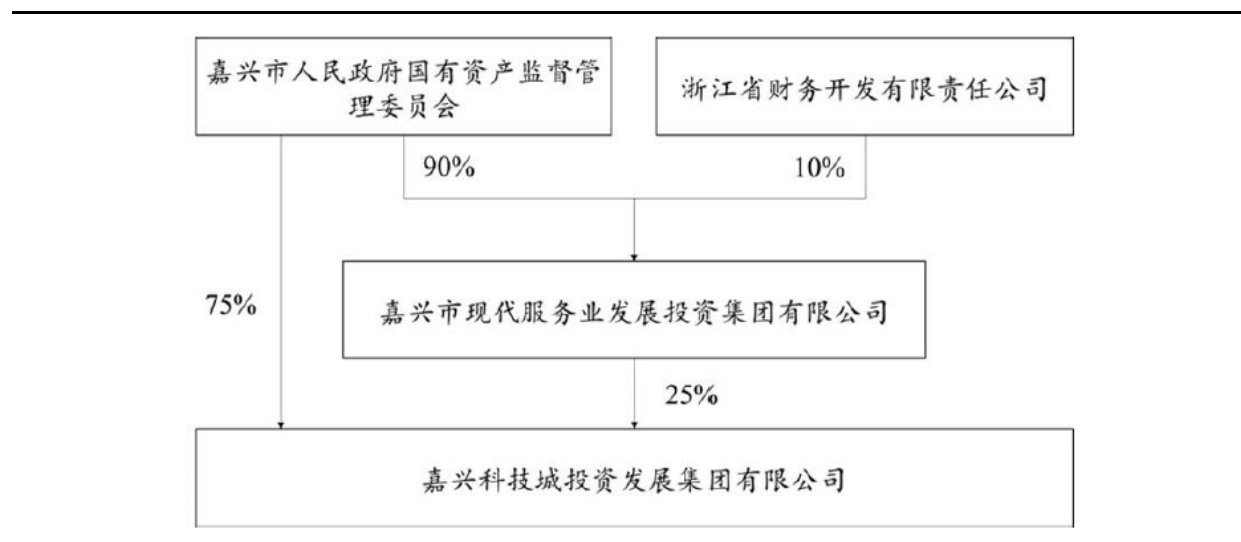 嘉兴市人民政府国有资产监督管
理委员会
浙江省财务开发有限责任公司
90%
10%
75%
嘉兴市现代服务业发展投资集团有限公司
25%
嘉兴科技城投资发展集团有限公司